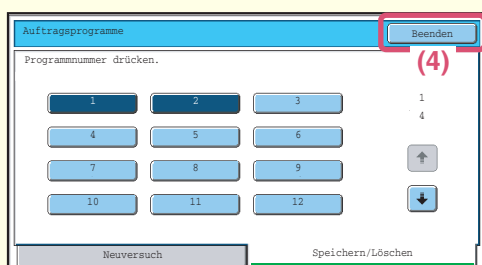 Auftragsprogramme
Beenden
(4)
Programmnummer drücken.
1 2 3
4 5 6
7 8 9
10 11 12
1
4
Neuversuch
Speichern/Löschen